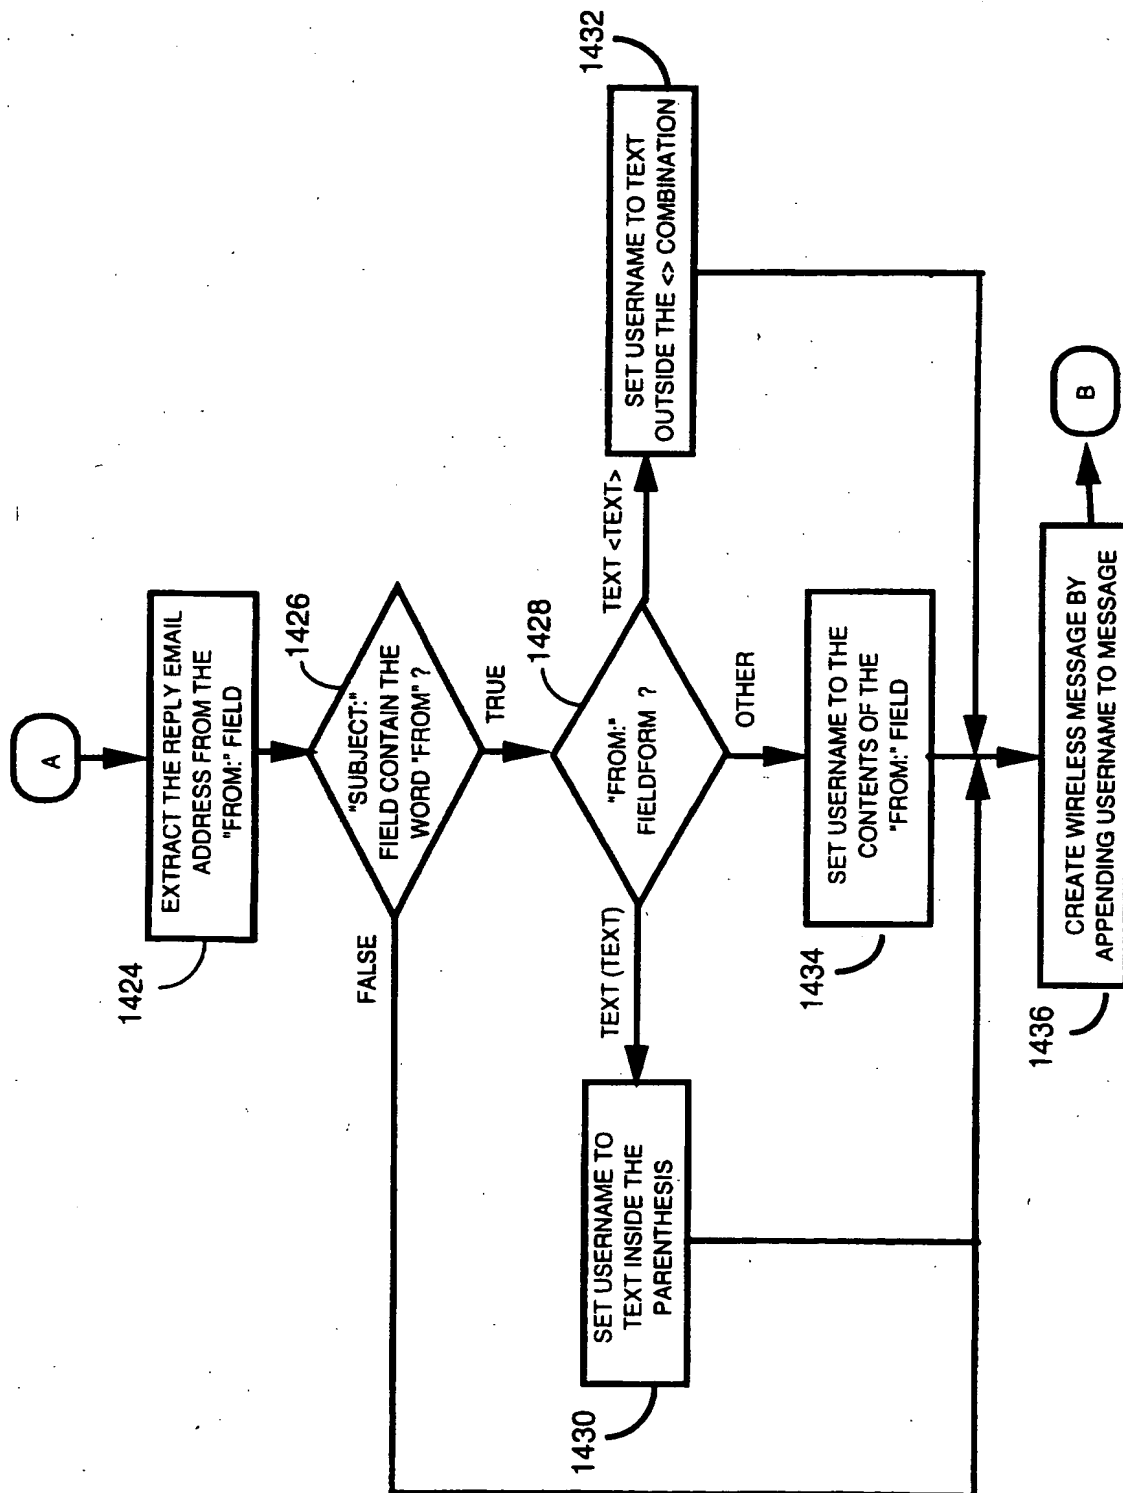 A
EXTRACT THE REPLY EMAIL
ADDRESS FROM THE
"FROM:" FIELD
1424
"SUBJECT:"
FIELD CONTAIN THE
WORD "FROM" ?
1426
FALSE
TRUE
"FROM:"
FIELDFORM ?
1428
TEXT (TEXT)
TEXT <TEXT>
OTHER
SET USERNAME TO
TEXT INSIDE THE
PARENTHESIS
1430
SET USERNAME TO THE
CONTENTS OF THE
"FROM:" FIELD
1434
SET USERNAME TO TEXT
OUTSIDE THE <> COMBINATION
1432
CREATE WIRELESS MESSAGE BY
APPENDING USERNAME TO MESSAGE
1436
B